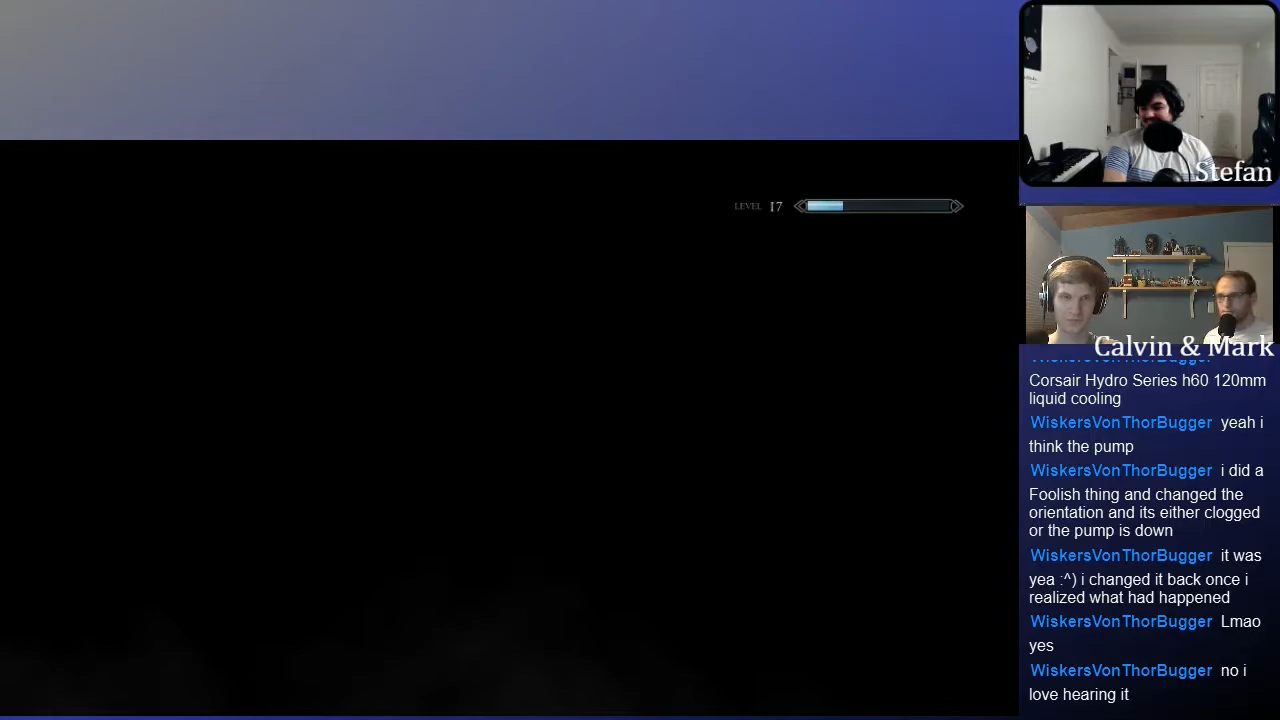 LEVEL 17
Stefan
Calvin & Mark
WiskersVonThorBugger
Corsair Hydro Series h60 120mm
liquid cooling
WiskersVonThorBugger yeah i
think the pump
WiskersVonThorBugger i did a
Foolish thing and changed the
orientation and its either clogged
or the pump is down
WiskersVonThorBugger it was
yea :^) i changed it back once i
realized what had happened
WiskersVonThorBugger Lmao
yes
WiskersVonThorBugger no i
love hearing it